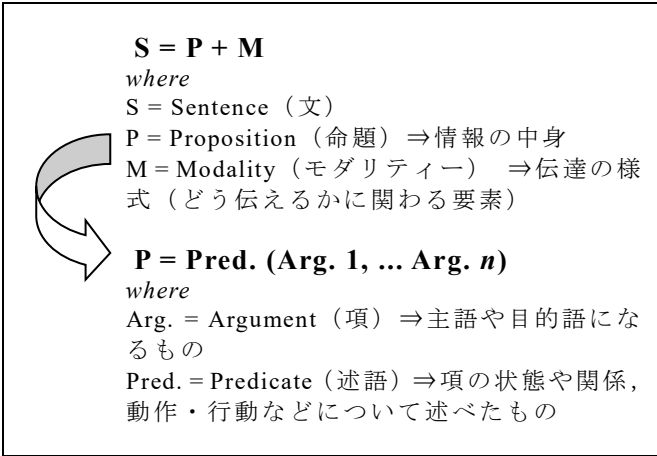 S = P + M
where
S = Sentence（文）
P = Proposition（命題）⇒情報の中身
M = Modality（モダリティー） ⇒伝達の様
式（どう伝えるかに関わる要素）
P = Pred. (Arg. 1, ... Arg. n)
where
Arg. = Argument（項）⇒主語や目的語にな
るもの
Pred. = Predicate（述語）⇒項の状態や関係，
動作・行動などについて述べたもの